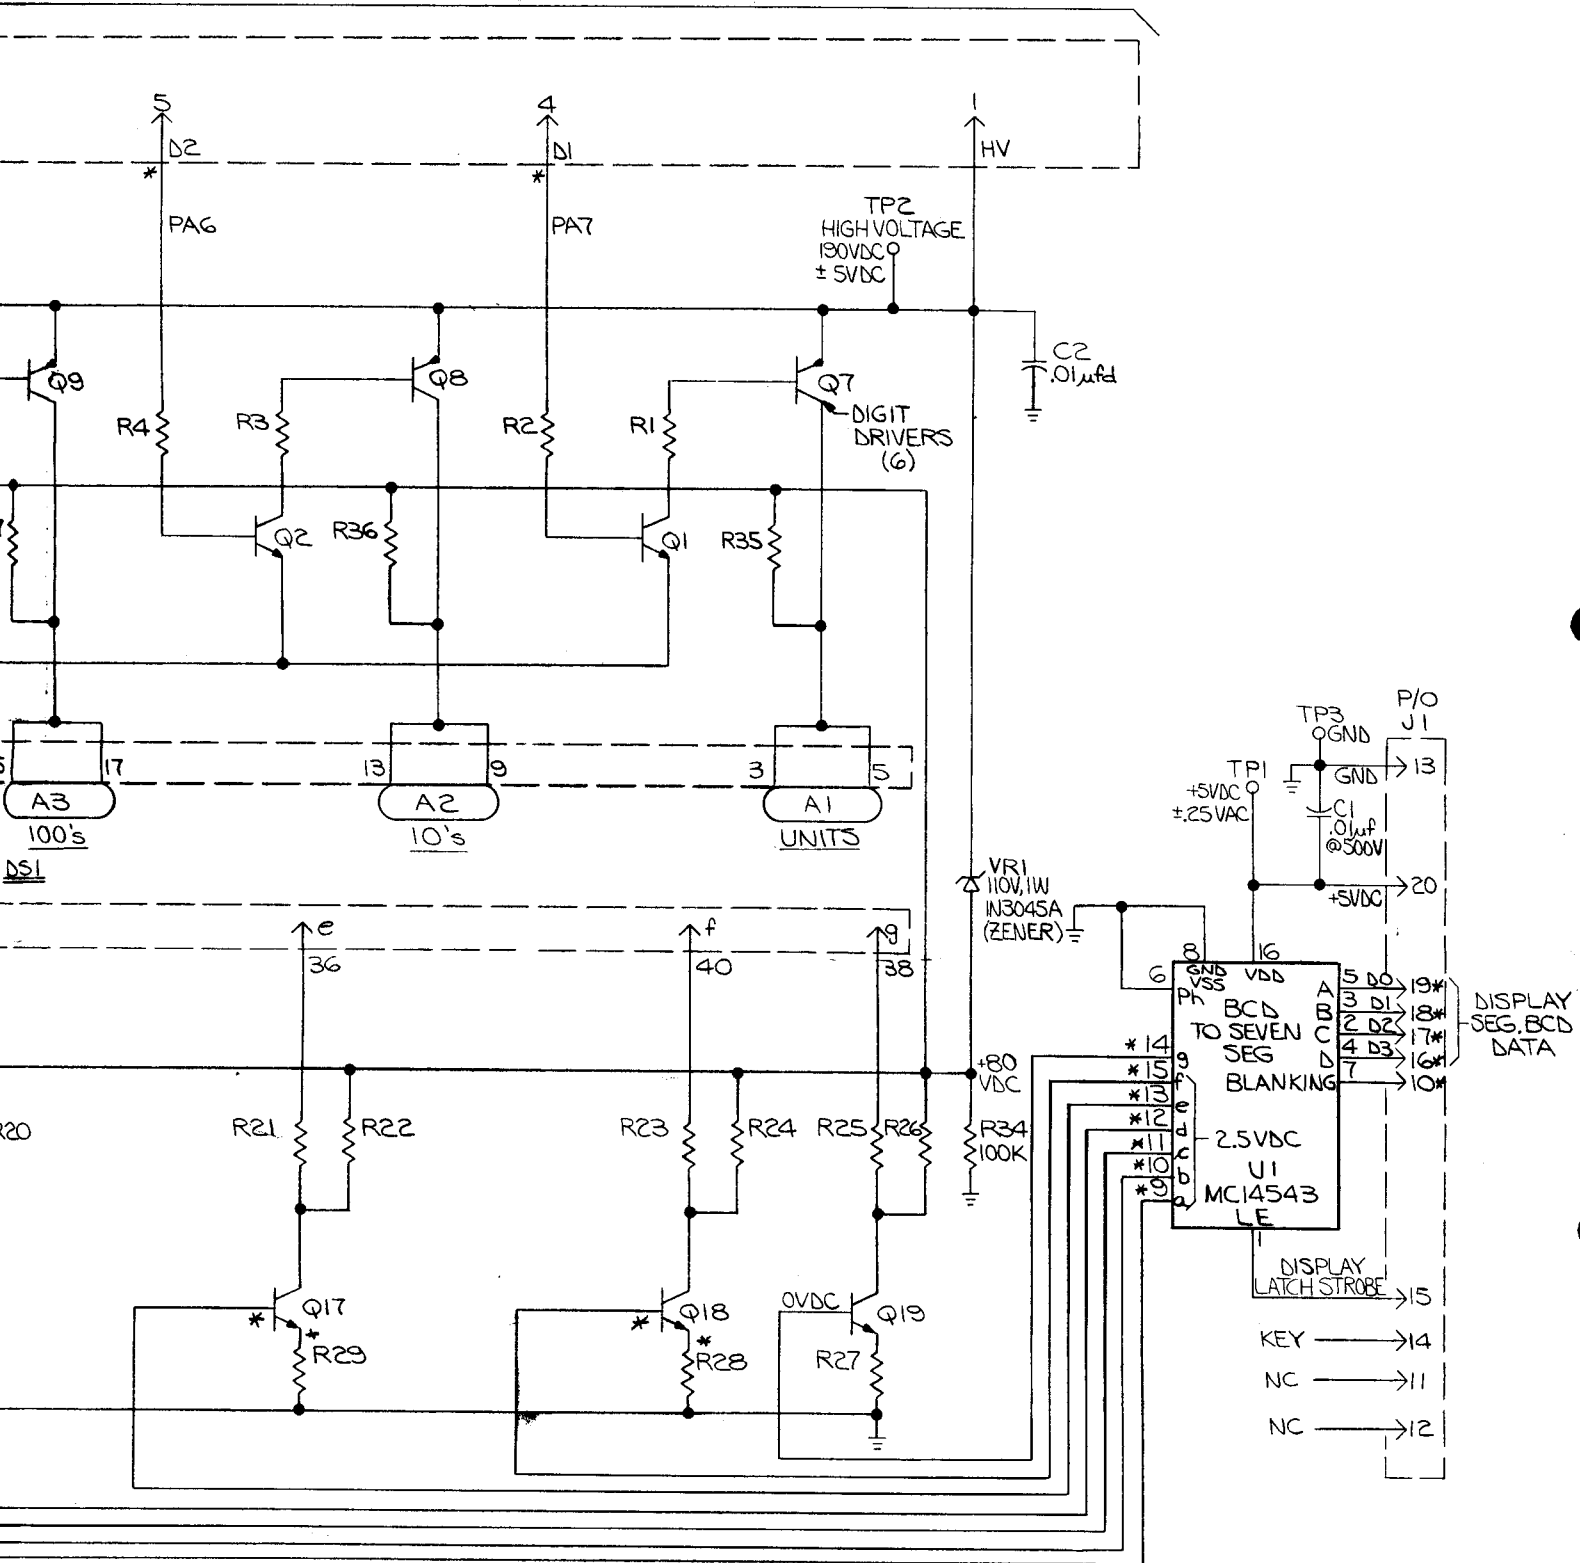 5
4
1
D2
D1
HV
*
*
PA6
PA7
TP2
HIGH VOLTAGE
190VDC
± 5VDC
Q9
Q8
Q7
C2
.01µfd
R4
R3
R2
R1
DIGIT
DRIVERS
(6)
Q2
R36
Q1
R35
17
13
9
3
5
A3
A2
A1
100's
10's
UNITS
DS1
P/O
J1
TP3
GND
13
GND
TP1
+5VDC
±.25VAC
C1
.01µf
@500V
20
+5VDC
VR1
110V, 1W
1N3045A
(ZENER)
e
f
g
36
40
38
8
16
6
GND
VSS
VDD
Ph
BCD
TO SEVEN
SEG
A
B
C
D
BLANKING
5 D0 19*
3 D1 18*
2 D2 17*
4 D3 16*
7 10*
DISPLAY
SEG. BCD
DATA
*14 g
*15 f
*13 e
*12 d
*11 c
*10 b
*9 a
2.5VDC
U1
MC14543
LE
1
+80
VDC
R20
R21
R22
R23
R24
R25
R26
R34
100K
DISPLAY
LATCH STROBE
15
KEY 14
NC 11
NC 12
* Q17
* R29
* Q18
* R28
0VDC
Q19
R27